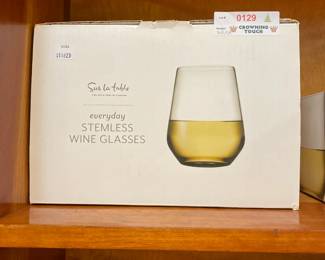 0129
CROWNING
TOUCH
Sur la table
everyday
STEMLESS
WINE GLASSES